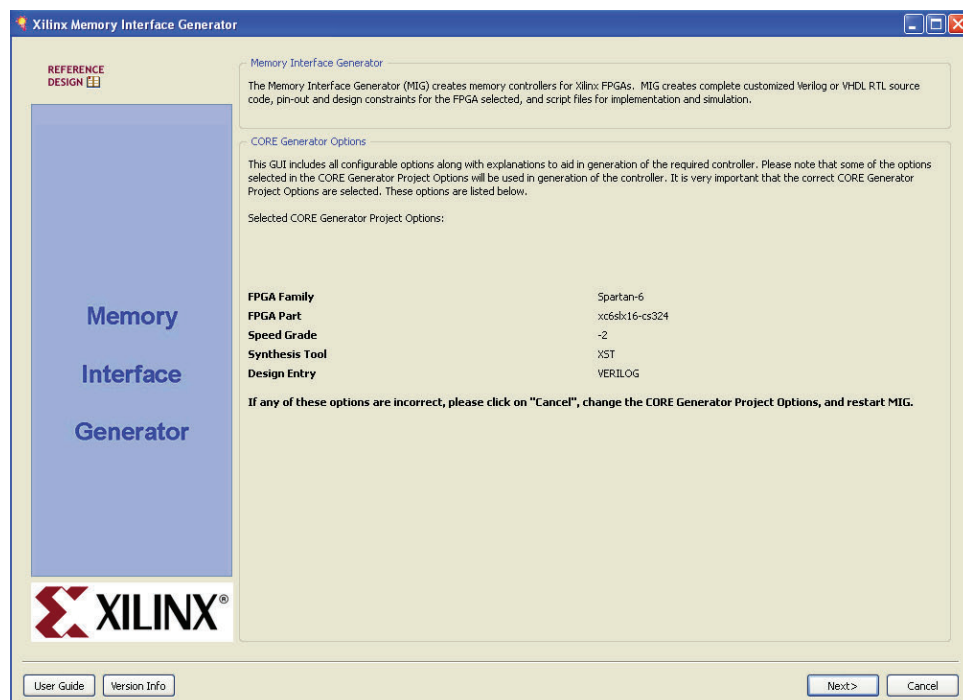 Xilinx Memory Interface Generator
REFERENCE
DESIGN
Memory
Interface
Generator
XILINX®
Memory Interface Generator
The Memory Interface Generator (MIG) creates memory controllers for Xilinx FPGAs. MIG creates complete customized Verilog or VHDL RTL source
code, pin-out and design constraints for the FPGA selected, and script files for implementation and simulation.
CORE Generator Options
This GUI includes all configurable options along with explanations to aid in generation of the required controller. Please note that some of the options
selected in the CORE Generator Project Options will be used in generation of the controller. It is very important that the correct CORE Generator
Project Options are selected. These options are listed below.
Selected CORE Generator Project Options:
FPGA Family Spartan-6
FPGA Part xc6slx16-cs324
Speed Grade -2
Synthesis Tool XST
Design Entry VERILOG
If any of these options are incorrect, please click on "Cancel", change the CORE Generator Project Options, and restart MIG.
User Guide Version Info Next> Cancel